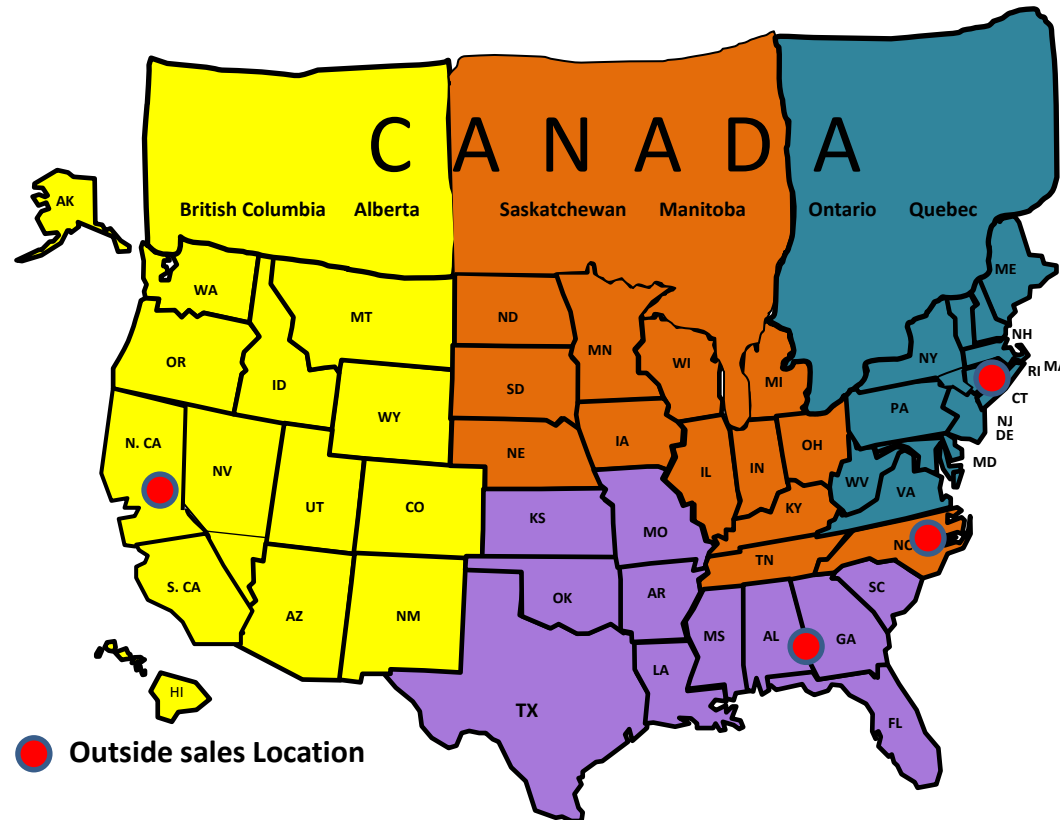 C A N A D A
British Columbia Alberta Saskatchewan Manitoba Ontario Quebec
AK
WA
MT
ND
MN
ME
OR
ID
WY
SD
WI
MI
NY
NH
RI
MA
CT
PA
NJ
DE
N. CA
NV
UT
CO
NE
IA
IL
IN
OH
WV
VA
MD
KS
MO
KY
NC
TN
S. CA
AZ
NM
OK
AR
SC
TX
LA
MS
AL
GA
FL
HI
Outside sales Location